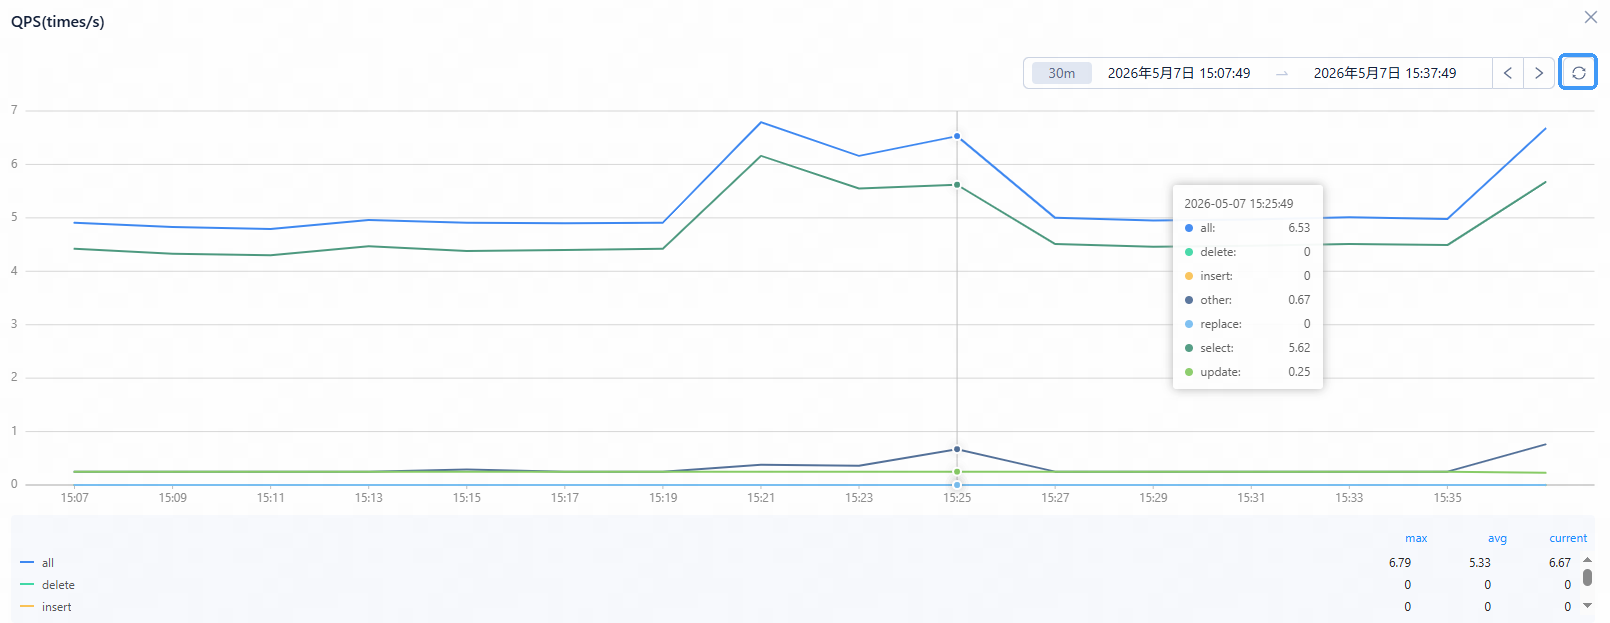 QPS(times/s)
30m 2026年5月7日 15:07:49 → 2026年5月7日 15:37:49
7
6
5
4
3
2
1
0
15:07 15:09 15:11 15:13 15:15 15:17 15:19 15:21 15:23 15:25 15:27 15:29 15:31 15:33 15:35
2026-05-07 15:25:49
all: 6.53
delete: 0
insert: 0
other: 0.67
replace: 0
select: 5.62
update: 0.25
max avg current
all 6.79 5.33 6.67
delete 0 0 0
insert 0 0 0